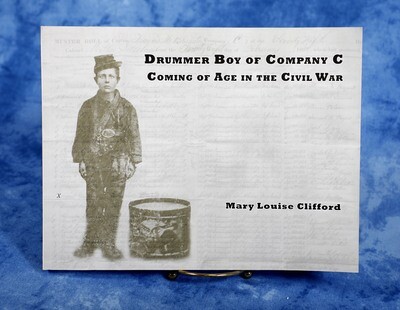 DRUMMER BOY OF COMPANY C
COMING OF AGE IN THE CIVIL WAR
X
MARY LOUISE CLIFFORD